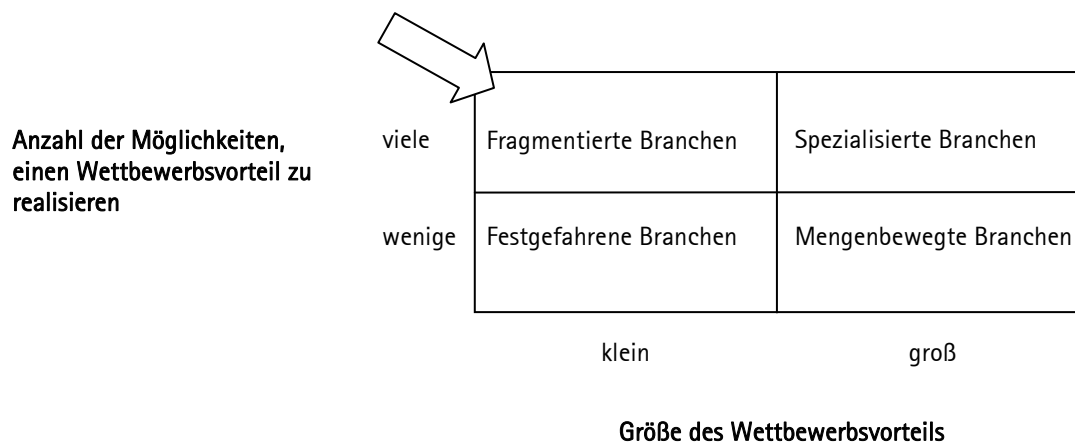 Anzahl der Möglichkeiten,
einen Wettbewerbsvorteil zu
realisieren
viele
Fragmentierte Branchen
Spezialisierte Branchen
wenige
Festgefahrene Branchen
Mengenbewegte Branchen
klein
groß
Größe des Wettbewerbsvorteils